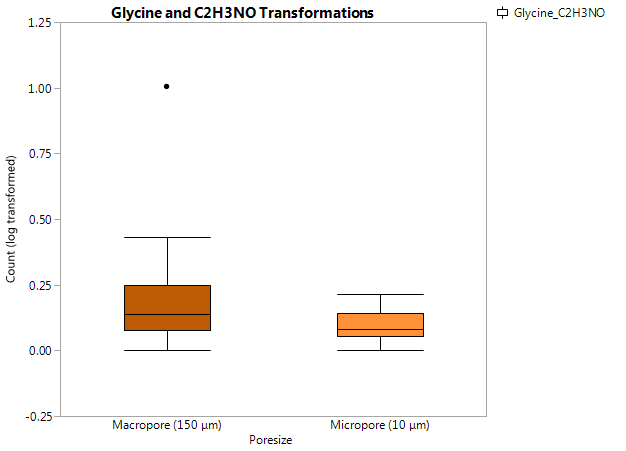 Glycine and C2H3NO Transformations
Glycine_C2H3NO
1.25
1.00
0.75
0.50
0.25
0.00
-0.25
Count (log transformed)
Macropore (150 µm)
Micropore (10 µm)
Poresize